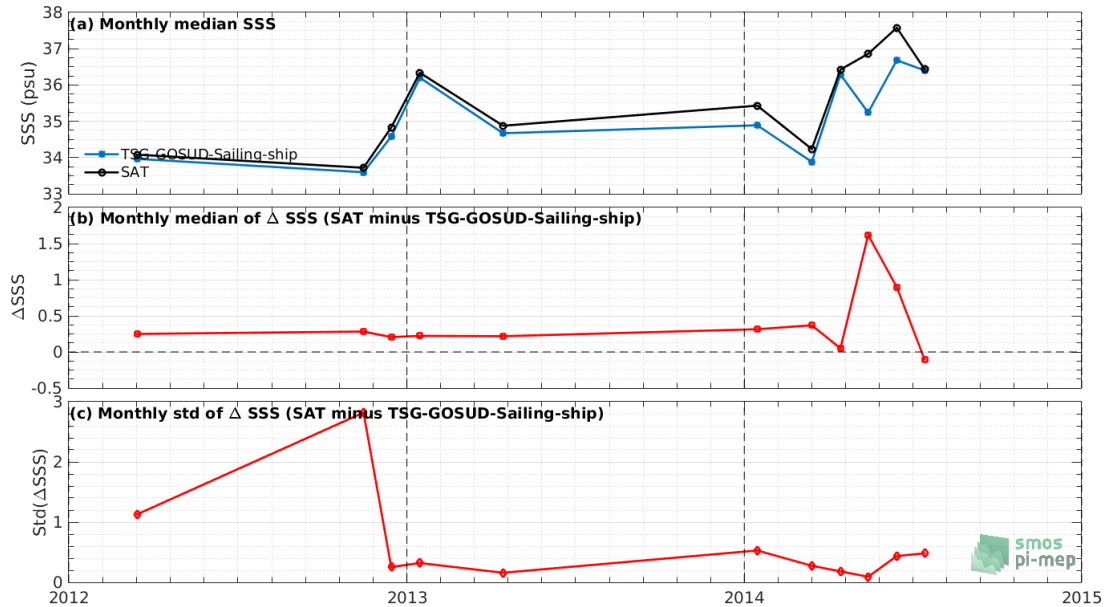 38
(a) Monthly median SSS
37
36
35
34
33
SSS (psu)
TSG-GOSUD-Sailing-ship
SAT
2
(b) Monthly median of Δ SSS (SAT minus TSG-GOSUD-Sailing-ship)
1.5
1
0.5
0
-0.5
ΔSSS
3
(c) Monthly std of Δ SSS (SAT minus TSG-GOSUD-Sailing-ship)
2
1
0
Std(ΔSSS)
smos
pi-mep
2012 2013 2014 2015